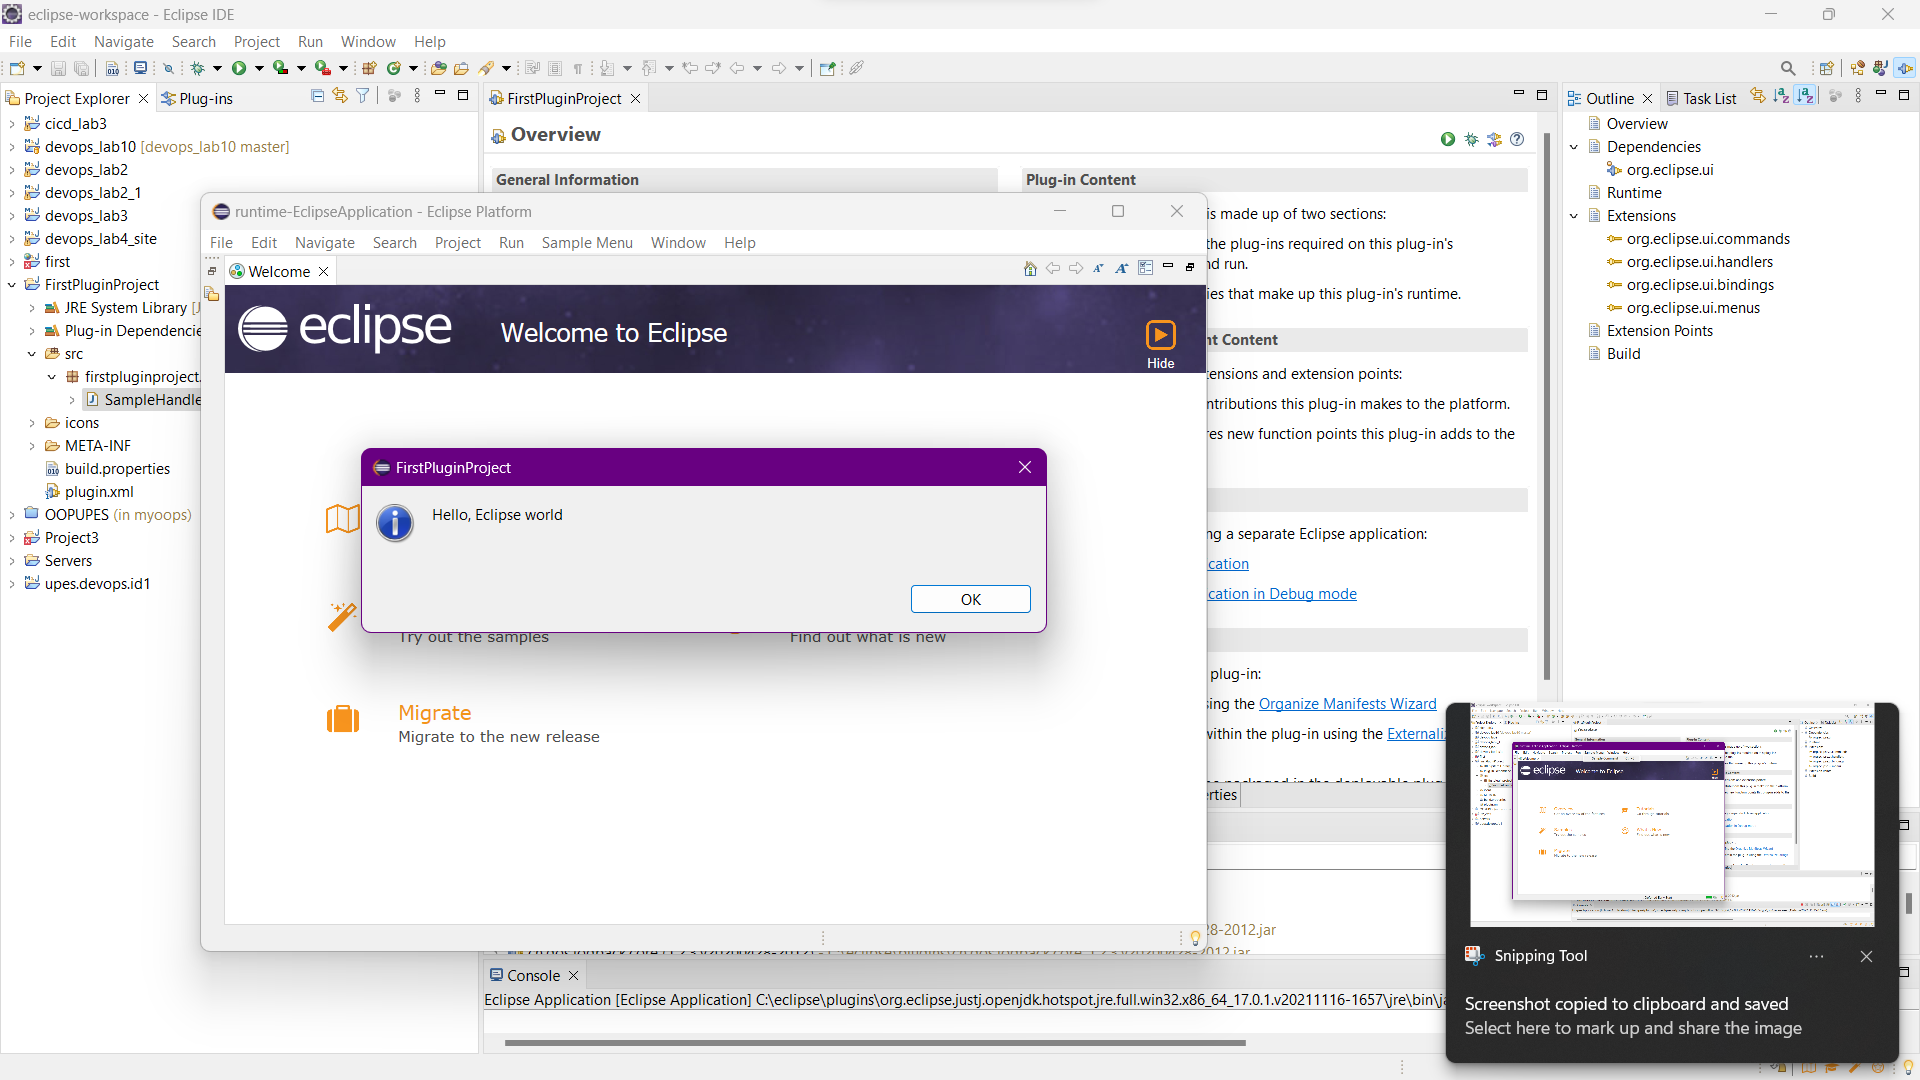 eclipse-workspace - Eclipse IDE
File Edit Navigate Search Project Run Window Help
Project Explorer Plug-ins
cicd_lab3
devops_lab10 [devops_lab10 master]
devops_lab2
devops_lab2_1
devops_lab3
devops_lab4_site
first
FirstPluginProject
JRE System Library [J
Plug-in Dependencie
src
firstpluginproject.
SampleHandle
icons
META-INF
build.properties
plugin.xml
OOPUPES (in myoops)
Project3
Servers
upes.devops.id1
FirstPluginProject
Overview
General Information
Plug-in Content
is made up of two sections:
the plug-ins required on this plug-in's
nd run.
ies that make up this plug-in's runtime.
nt Content
tensions and extension points:
ntributions this plug-in makes to the platform.
res new function points this plug-in adds to the
ng a separate Eclipse application:
cation
cation in Debug mode
plug-in:
sing the Organize Manifests Wizard
within the plug-in using the Externaliz
erties
28-2012.jar
runtime-EclipseApplication - Eclipse Platform
File Edit Navigate Search Project Run Sample Menu Window Help
Welcome
eclipse
Welcome to Eclipse
Hide
FirstPluginProject
Hello, Eclipse world
OK
Try out the samples
Find out what is new
Migrate
Migrate to the new release
Console
Eclipse Application [Eclipse Application] C:\eclipse\plugins\org.eclipse.justj.openjdk.hotspot.jre.full.win32.x86_64_17.0.1.v20211116-1657\jre\bin\ja
Outline Task List
Overview
Dependencies
org.eclipse.ui
Runtime
Extensions
org.eclipse.ui.commands
org.eclipse.ui.handlers
org.eclipse.ui.bindings
org.eclipse.ui.menus
Extension Points
Build
eclipse Welcome to Eclipse
Snipping Tool
Screenshot copied to clipboard and saved
Select here to mark up and share the image